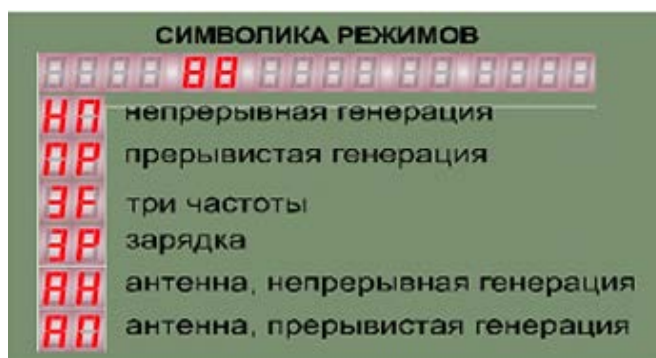 СИМВОЛИКА РЕЖИМОВ
88
НП непрерывная генерация
ПР прерывистая генерация
3F три частоты
ЗР зарядка
АН антенна, непрерывная генерация
АП антенна, прерывистая генерация